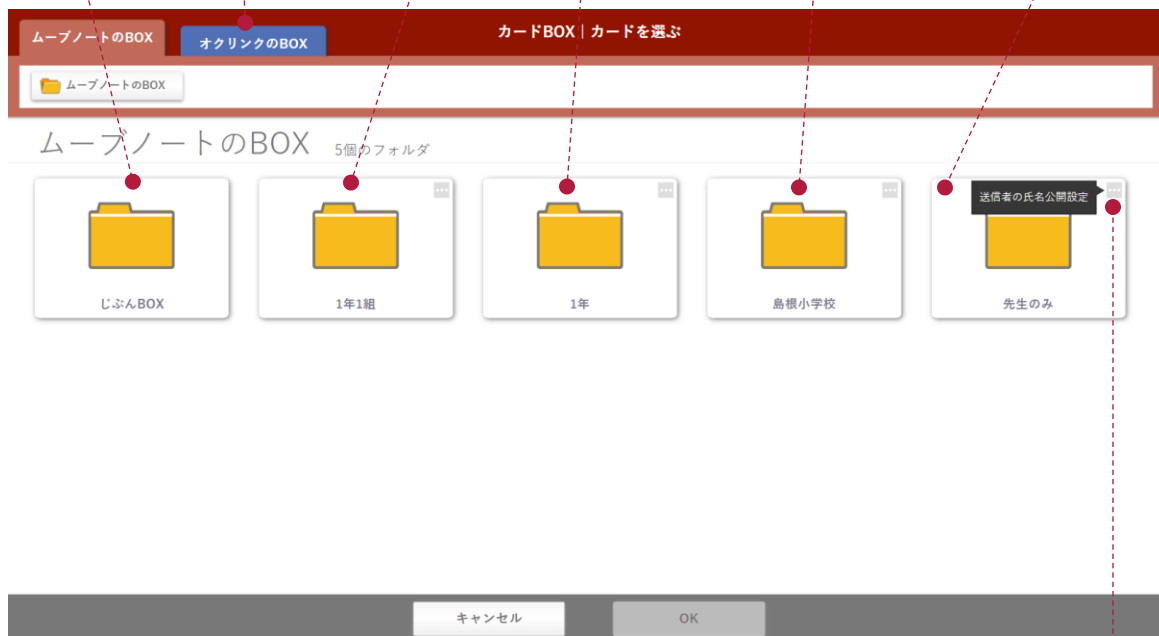 ムーブノートのBOX
オクリンクのBOX
カードBOX｜カードを選ぶ
ムーブノートのBOX
ムーブノートのBOX 5個のフォルダ
送信者の氏名公開設定
じぶんBOX
1年1組
1年
島根小学校
先生のみ
キャンセル
OK